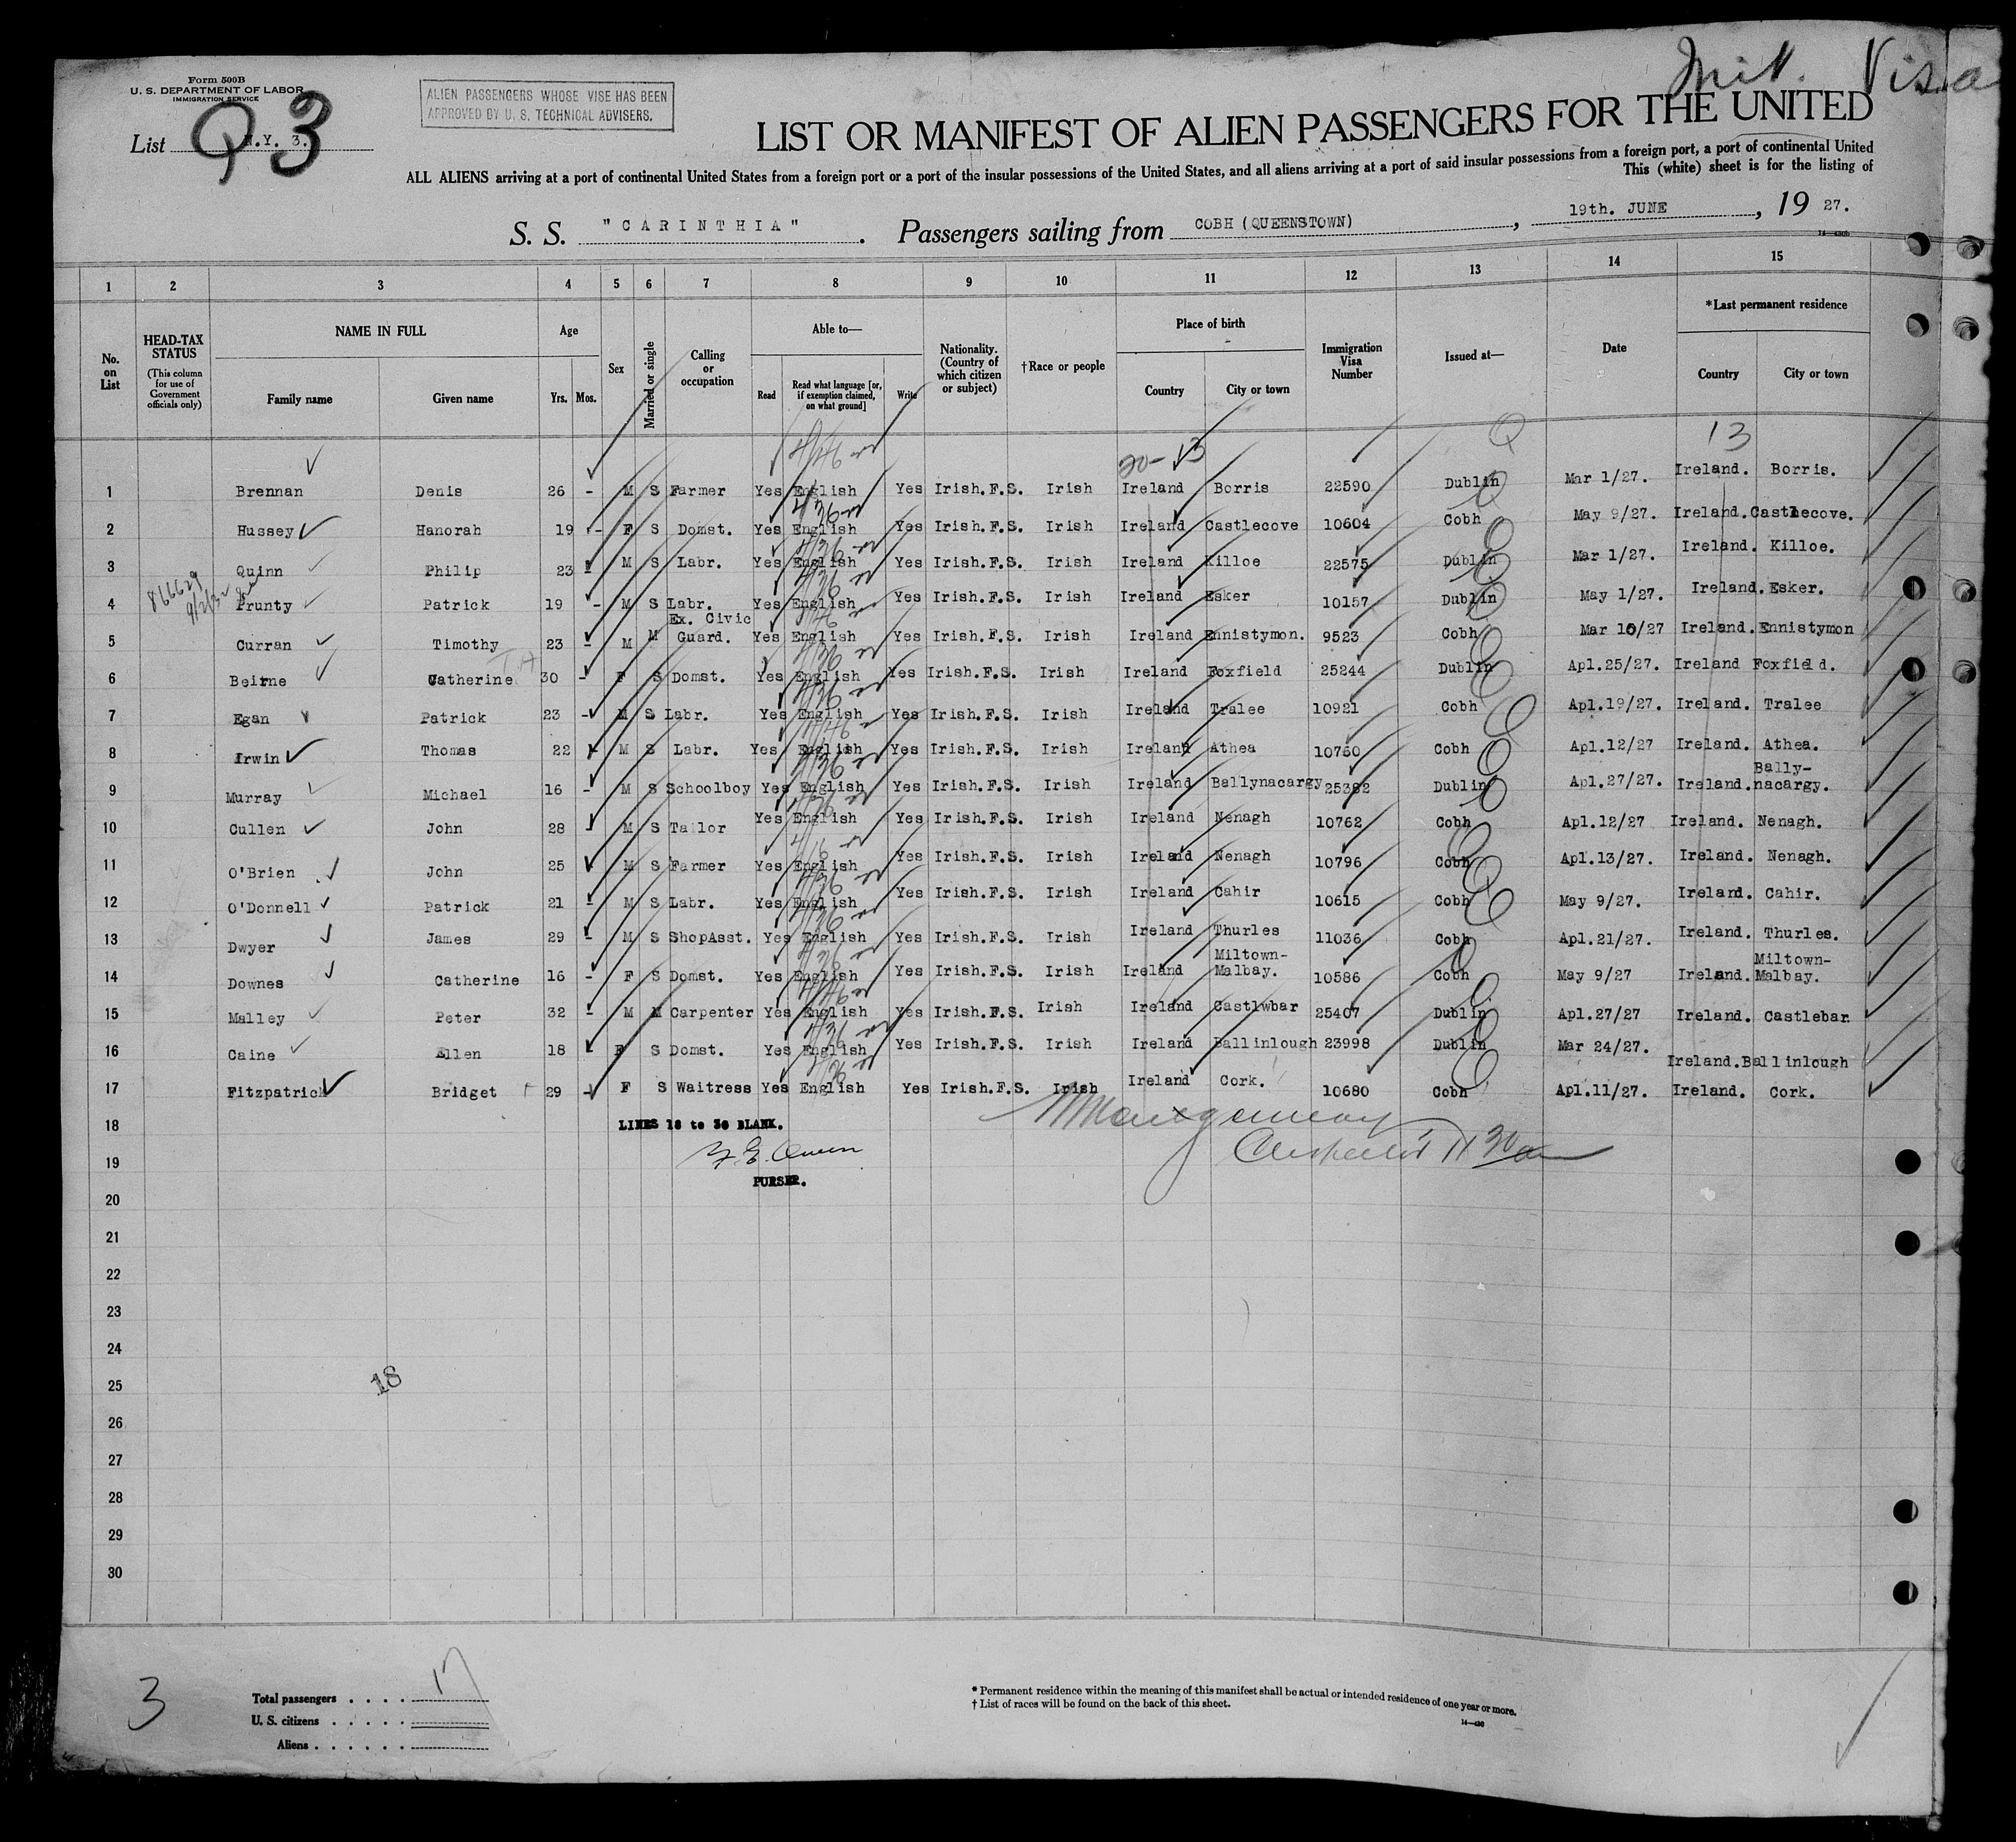 Form 500B
U. S. DEPARTMENT OF LABOR
IMMIGRATION SERVICE
List N.Y. 3.
Q 3
ALIEN PASSENGERS WHOSE VISE HAS BEEN
APPROVED BY U. S. TECHNICAL ADVISERS.
Visa
LIST OR MANIFEST OF ALIEN PASSENGERS FOR THE UNITED
ALL ALIENS arriving at a port of continental United States from a foreign port or a port of the insular possessions of the United States, and all aliens arriving at a port of said insular possessions from a foreign port, a port of continental United
This (white) sheet is for the listing of
S. S. "CARINTHIA" . Passengers sailing from COBH (QUEENSTOWN) , 19th. JUNE , 19 27.
1 2 3 4 5 6 7 8 9 10 11 12 13 14 15
No. on List
HEAD-TAX STATUS
(This column for use of Government officials only)
NAME IN FULL
Family name Given name
Age
Yrs. Mos.
Sex
Married or single
Calling or occupation
Able to—
Read
Read what language [or, if exemption claimed, on what ground]
Write
Nationality. (Country of which citizen or subject)
†Race or people
Place of birth
Country City or town
Immigration Visa Number
Issued at—
Date
*Last permanent residence
Country City or town
20-13 13
1 Brennan Denis 26 - M S Farmer Yes English Yes Irish.F.S. Irish Ireland Borris 22590 Dublin Mar 1/27. Ireland. Borris.
2 Hussey Hanorah 19 - F S Domst. Yes English Yes Irish.F.S. Irish Ireland Castlecove 10604 Cobh May 9/27. Ireland. Castlecove.
3 Quinn Philip 23 - M S Labr. Yes English Yes Irish.F.S. Irish Ireland Killoe 22575 Dublin Mar 1/27. Ireland. Killoe.
866629
4 Prunty Patrick 19 - M S Labr. Yes English Yes Irish.F.S. Irish Ireland Esker 10157 Dublin May 1/27. Ireland. Esker.
5 Curran Timothy 23 - M M Ex. Civic Guard. Yes English Yes Irish.F.S. Irish Ireland Ennistymon. 9523 Cobh Mar 10/27 Ireland. Ennistymon
6 Beirne Catherine 30 - F S Domst. Yes English Yes Irish.F.S. Irish Ireland Foxfield 25244 Dublin Apl.25/27. Ireland Foxfield.
7 Egan Patrick 23 - M S Labr. Yes English Yes Irish.F.S. Irish Ireland Tralee 10921 Cobh Apl.19/27. Ireland. Tralee
8 Irwin Thomas 22 - M S Labr. Yes English Yes Irish.F.S. Irish Ireland Athea 10760 Cobh Apl.12/27 Ireland. Athea.
9 Murray Michael 16 - M S Schoolboy Yes English Yes Irish.F.S. Irish Ireland Ballynacargy 25382 Dublin Apl.27/27. Ireland. Bally-nacargy.
10 Cullen John 28 - M S Tailor Yes English Yes Irish.F.S. Irish Ireland Nenagh 10762 Cobh Apl.12/27 Ireland. Nenagh.
11 O'Brien John 25 - M S Farmer Yes English Yes Irish.F.S. Irish Ireland Nenagh 10796 Cobh Apl.13/27. Ireland. Nenagh.
12 O'Donnell Patrick 21 - M S Labr. Yes English Yes Irish.F.S. Irish Ireland Cahir 10615 Cobh May 9/27. Ireland. Cahir.
13 Dwyer James 29 - M S ShopAsst. Yes English Yes Irish.F.S. Irish Ireland Thurles 11036 Cobh Apl.21/27. Ireland. Thurles.
14 Downes Catherine 16 - F S Domst. Yes English Yes Irish.F.S. Irish Ireland Miltown-Malbay. 10586 Cobh May 9/27 Ireland. Miltown-Malbay.
15 Malley Peter 32 - M M Carpenter Yes English Yes Irish.F.S. Irish Ireland Castlwbar 25407 Dublin Apl.27/27 Ireland. Castlebar
16 Caine Ellen 18 - F S Domst. Yes English Yes Irish.F.S. Irish Ireland Ballinlough 23998 Dublin Mar 24/27. Ireland. Ballinlough
17 Fitzpatrick Bridget 29 - F S Waitress Yes English Yes Irish.F.S. Irish Ireland Cork. 10680 Cobh Apl.11/27. Ireland. Cork.
18 LINES 18 to 30 BLANK.
19
PURSER.
20
21
22
23
24
25 18
26
27
28
29
30
3
Total passengers . . . . 17
U. S. citizens . . . . .
Aliens . . . . . .
* Permanent residence within the meaning of this manifest shall be actual or intended residence of one year or more.
† List of races will be found on the back of this sheet.
14—430